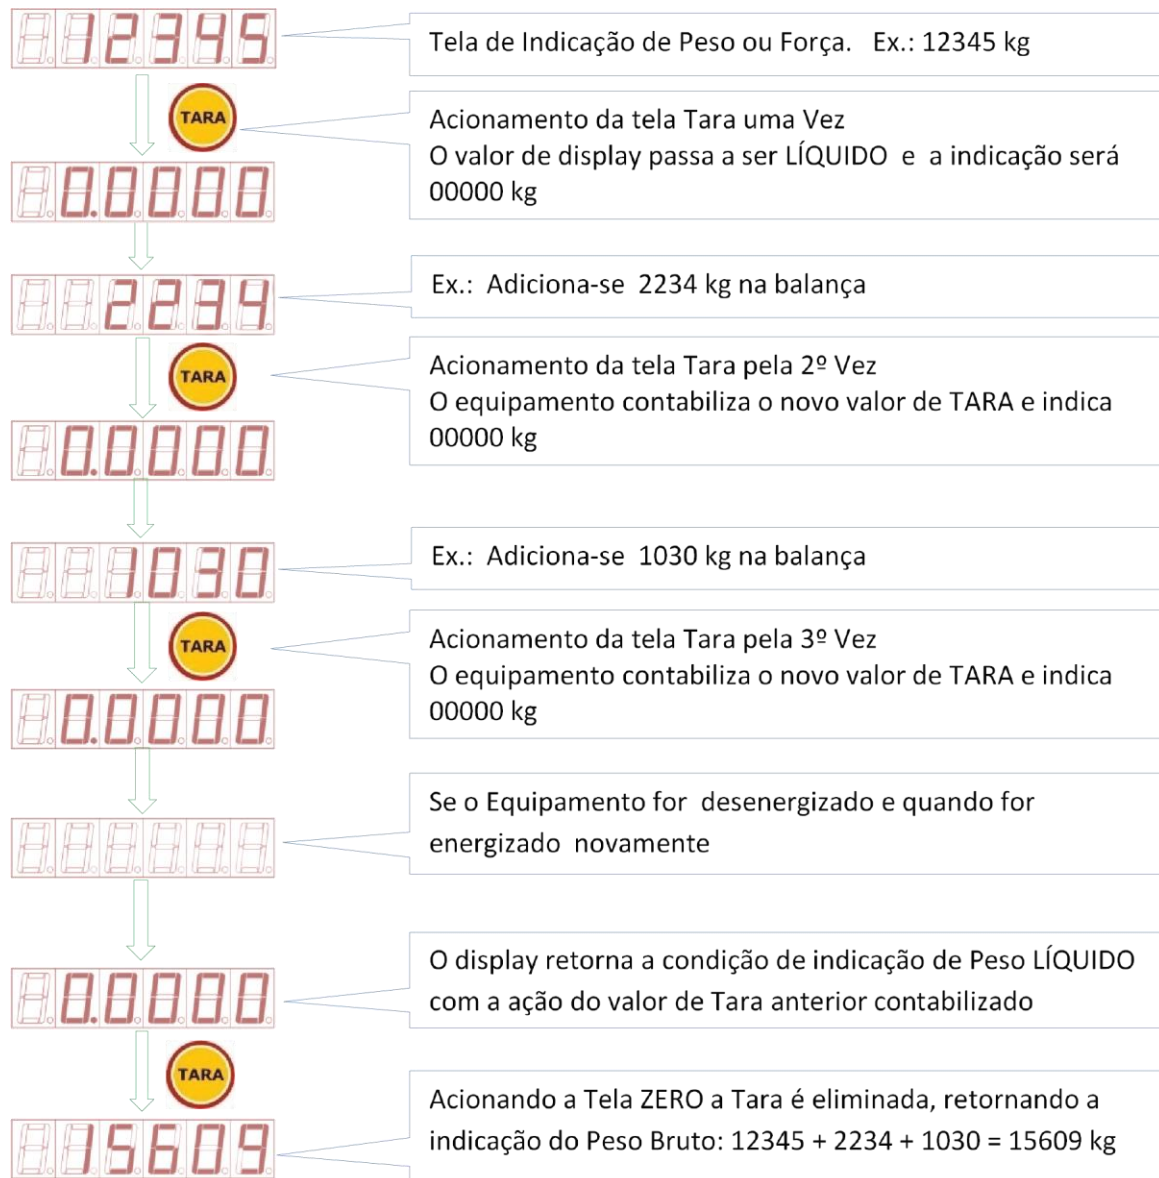 12345
Tela de Indicação de Peso ou Força. Ex.: 12345 kg
TARA
Acionamento da tela Tara uma Vez
O valor de display passa a ser LÍQUIDO e a indicação será
00000 kg
0.0000
2234
Ex.: Adiciona-se 2234 kg na balança
TARA
Acionamento da tela Tara pela 2º Vez
O equipamento contabiliza o novo valor de TARA e indica
00000 kg
0.0000
1030
Ex.: Adiciona-se 1030 kg na balança
TARA
Acionamento da tela Tara pela 3º Vez
O equipamento contabiliza o novo valor de TARA e indica
00000 kg
0.0000
Se o Equipamento for desenergizado e quando for
energizado novamente
0.0000
O display retorna a condição de indicação de Peso LÍQUIDO
com a ação do valor de Tara anterior contabilizado
TARA
15609
Acionando a Tela ZERO a Tara é eliminada, retornando a
indicação do Peso Bruto: 12345 + 2234 + 1030 = 15609 kg